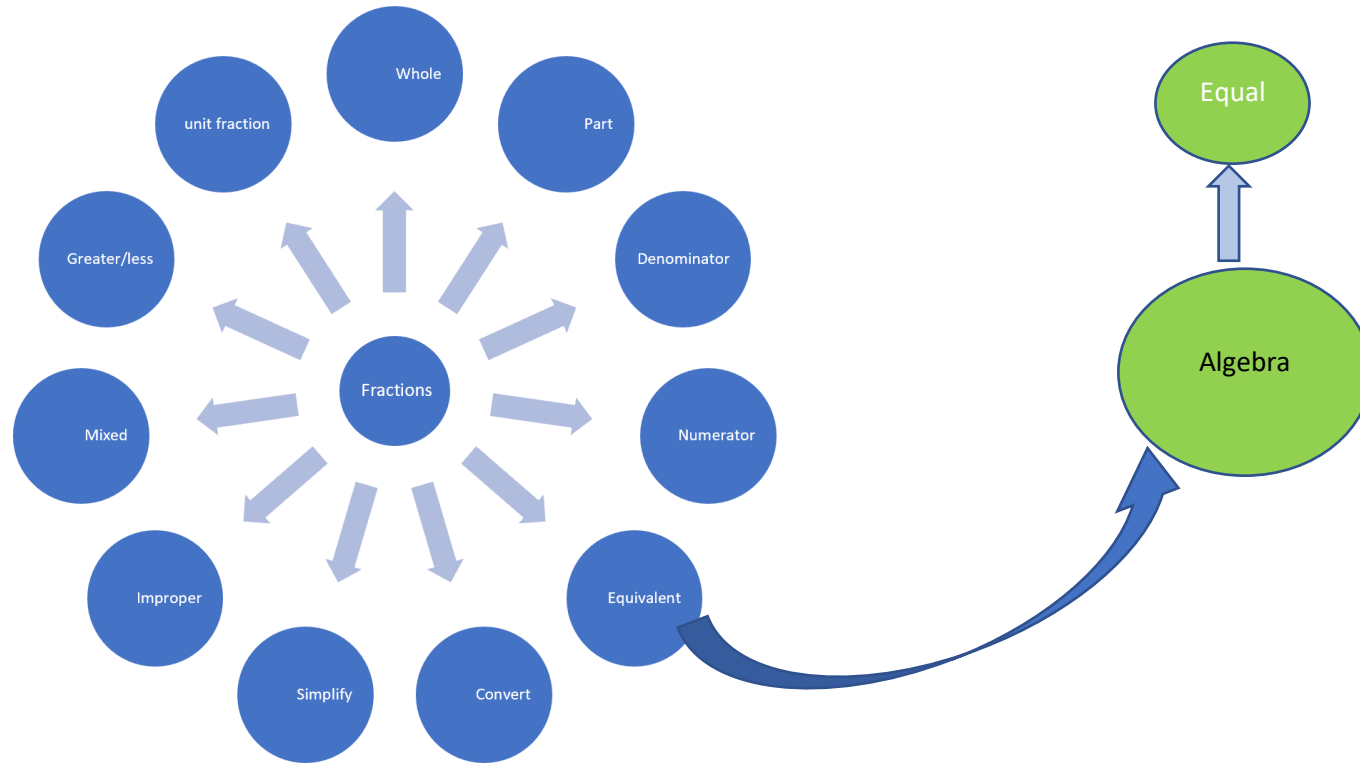 Whole
Part
Denominator
Numerator
Equivalent
Convert
Simplify
Improper
Mixed
Greater/less
unit fraction
Fractions
Equal
Algebra